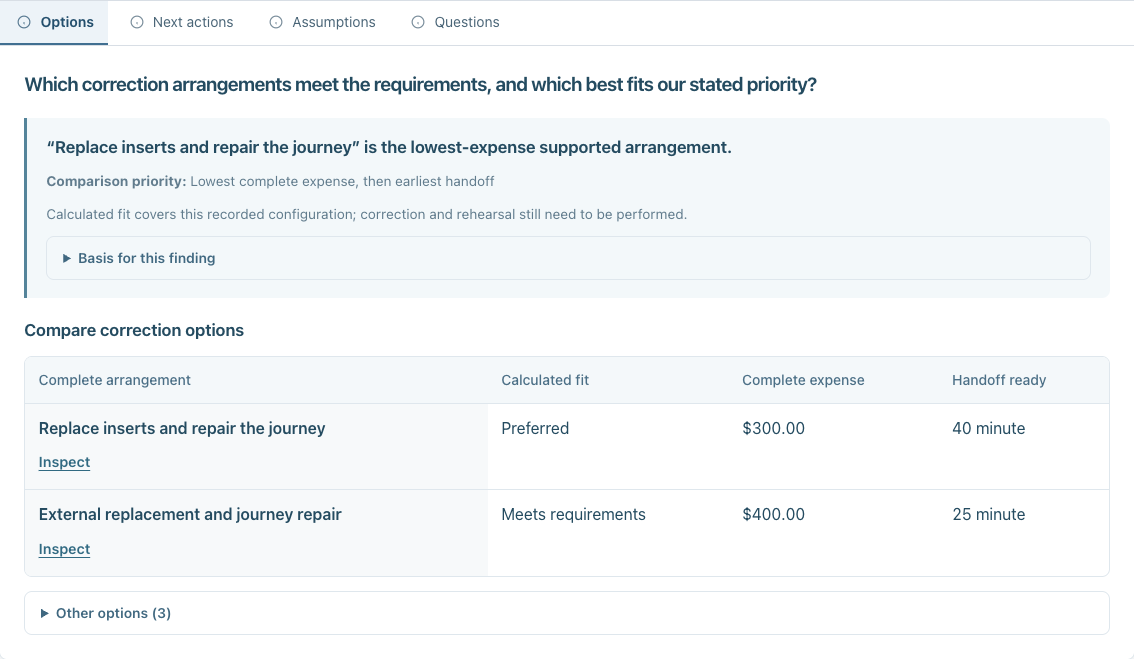 Options
Next actions
Assumptions
Questions
Which correction arrangements meet the requirements, and which best fits our stated priority?
“Replace inserts and repair the journey” is the lowest-expense supported arrangement.
Comparison priority: Lowest complete expense, then earliest handoff
Calculated fit covers this recorded configuration; correction and rehearsal still need to be performed.
Basis for this finding
Compare correction options
Complete arrangement Calculated fit Complete expense Handoff ready
Replace inserts and repair the journey Preferred $300.00 40 minute
Inspect
External replacement and journey repair Meets requirements $400.00 25 minute
Inspect
Other options (3)